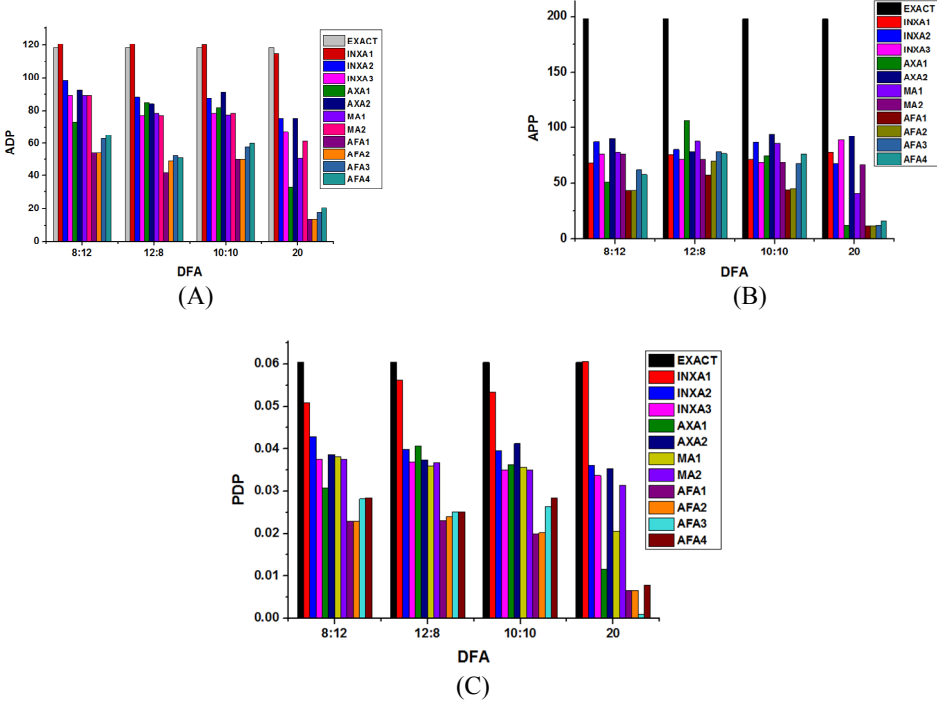 120
100
80
60
40
20
0
ADP
8:12
12:8
10:10
20
DFA
EXACT
INXA1
INXA2
INXA3
AXA1
AXA2
MA1
MA2
AFA1
AFA2
AFA3
AFA4
(A)
200
150
100
50
0
APP
8:12
12:8
10:10
20
DFA
EXACT
INXA1
INXA2
INXA3
AXA1
AXA2
MA1
MA2
AFA1
AFA2
AFA3
AFA4
(B)
0.06
0.05
0.04
0.03
0.02
0.01
0.00
PDP
8:12
12:8
10:10
20
DFA
EXACT
INXA1
INXA2
INXA3
AXA1
AXA2
MA1
MA2
AFA1
AFA2
AFA3
AFA4
(C)